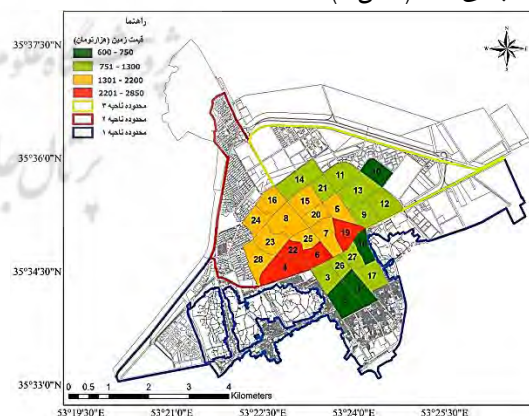 راهنما
قیمت زمین (هزارتومان)
600 - 750
751 - 1300
1301 - 2200
2201 - 2850
محدوده ناحیه ۳
محدوده ناحیه ۲
محدوده ناحیه ۱
N
W E
S
35°37'30"N
35°36'0"N
35°34'30"N
35°33'0"N
10
14 11
21 13
16 15 12
24 8 20 5 9
23 25 7 19
28 22 6 27
4 26
3 17
0 0.5 1 2 3 4
Kilometers
53°19'30"E 53°21'0"E 53°22'30"E 53°24'0"E 53°25'30"E